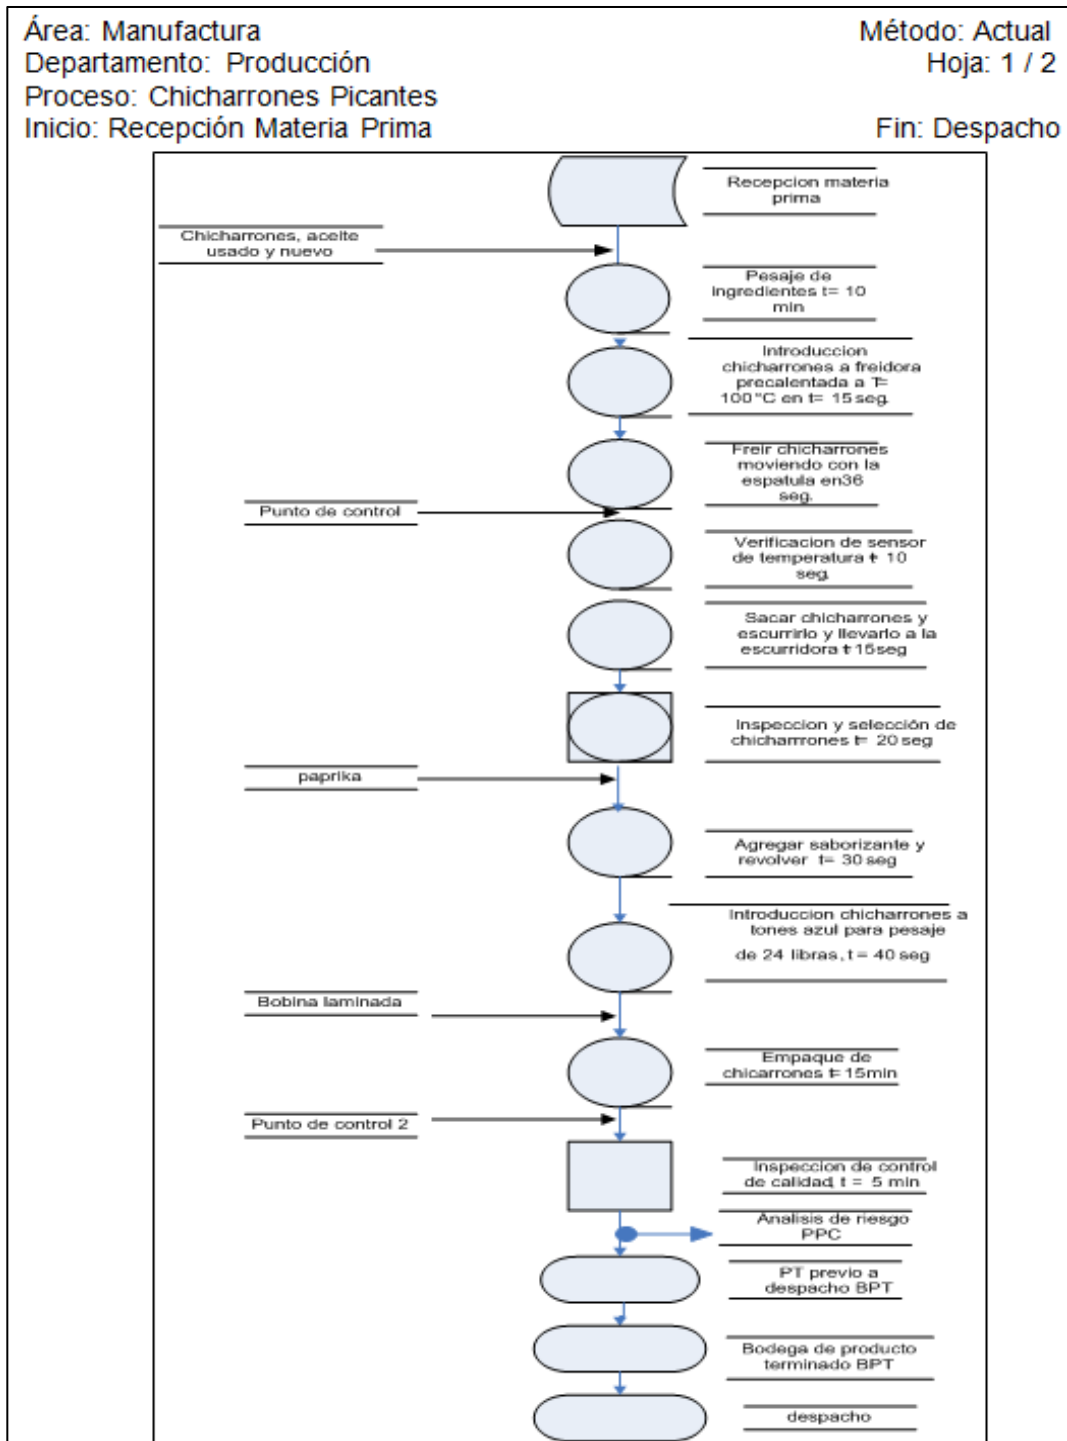 Área: Manufactura
Método: Actual
Departamento: Producción
Hoja: 1 / 2
Proceso: Chicharrones Picantes
Inicio: Recepción Materia Prima
Fin: Despacho
Recepcion materia
prima
Chicharrones, aceite
usado y nuevo
Pesaje de
ingredientes t= 10
min
Introduccion
chicharrones a freidora
precalentada a T=
100°C en t= 15 seg.
Freir chicharrones
moviendo con la
espatula en36
seg.
Punto de control
Verificacion de sensor
de temperatura t= 10
seg.
Sacar chicharrones y
escurrirlo y llevarlo a la
escurridora t=15seg
Inspeccion y selección de
chicharrrones t= 20 seg
paprika
Agregar saborizante y
revolver t= 30 seg
Introduccion chicharrones a
tones azul para pesaje
de 24 libras, t = 40 seg
Bobina laminada
Empaque de
chicarrones t=15min
Punto de control 2
Inspeccion de control
de calidad, t = 5 min
Analisis de riesgo
PPC
PT previo a
despacho BPT
Bodega de producto
terminado BPT
despacho